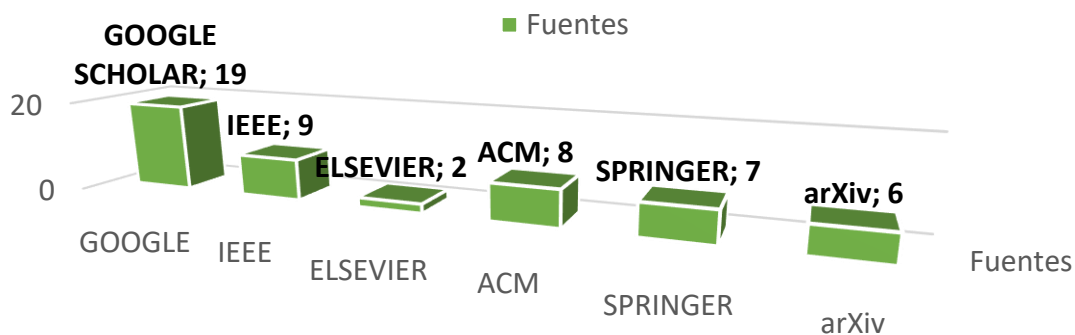 Fuentes
GOOGLE
SCHOLAR; 19
IEEE; 9
ELSEVIER; 2
ACM; 8
SPRINGER; 7
arXiv; 6
20
0
GOOGLE
IEEE
ELSEVIER
ACM
SPRINGER
arXiv
Fuentes